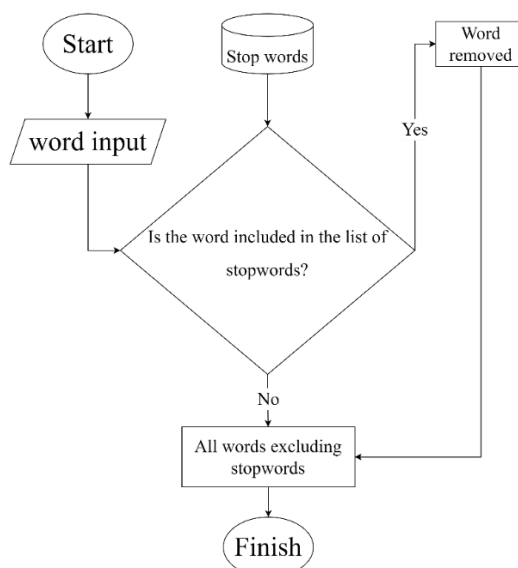 Start
Stop words
Word
removed
word input
Yes
Is the word included in the list of
stopwords?
No
All words excluding
stopwords
Finish